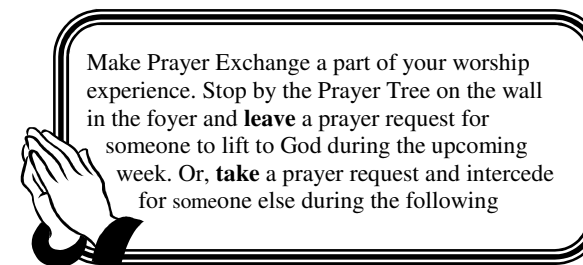 Make Prayer Exchange a part of your worship
experience. Stop by the Prayer Tree on the wall
in the foyer and leave a prayer request for
someone to lift to God during the upcoming
week. Or, take a prayer request and intercede
for someone else during the following